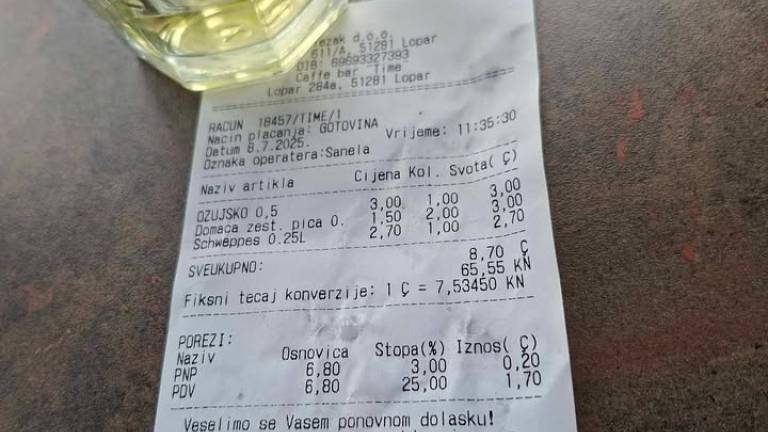 ezak d.o.o.
611/A, 51281 Lopar
OIB: 69693327393
Caffe bar Time
Lopar 284a, 51281 Lopar
RACUN 18457/TIME/1
Nacin placanja: GOTOVINA
Datum 8.7.2025. Vrijeme: 11:35:30
Oznaka operatera:Sanela
Naziv artikla Cijena Kol. Svota( Ç)
OZUJSKO 0,5 3,00 1,00 3,00
Domaca zest. pica 0. 1,50 2,00 3,00
Schweppes 0.25L 2,70 1,00 2,70
SVEUKUPNO: 8,70 Ç
65,55 KN
Fiksni tecaj konverzije: 1 Ç = 7,53450 KN
POREZI:
Naziv Osnovica Stopa(%) Iznos( Ç)
PNP 6,80 3,00 0,20
PDV 6,80 25,00 1,70
Veselimo se Vasem ponovnom dolasku!